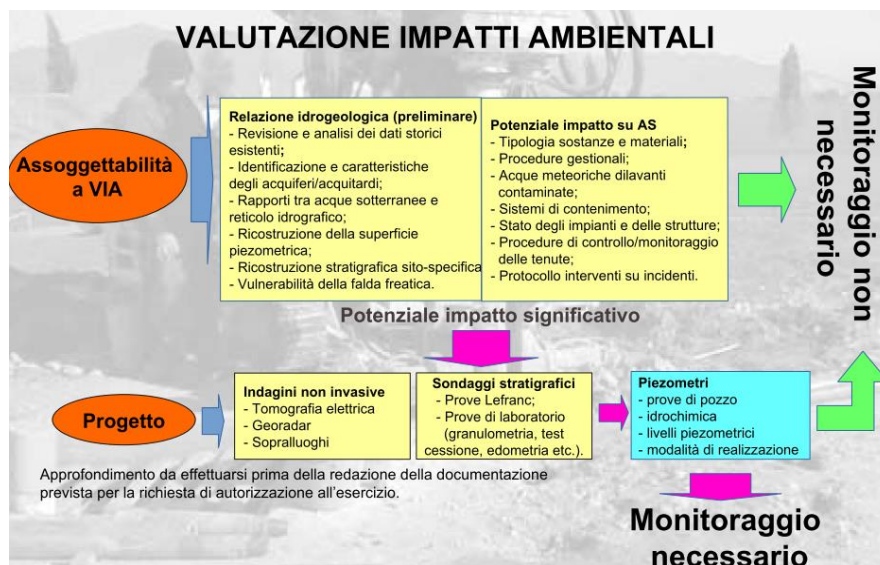 VALUTAZIONE IMPATTI AMBIENTALI
Assoggettabilità
a VIA
Relazione idrogeologica (preliminare)
- Revisione e analisi dei dati storici
esistenti;
- Identificazione e caratteristiche
degli acquiferi/acquitardi;
- Rapporti tra acque sotterranee e
reticolo idrografico;
- Ricostruzione della superficie
piezometrica;
- Ricostruzione stratigrafica sito-specifica
- Vulnerabilità della falda freatica.
Potenziale impatto su AS
- Tipologia sostanze e materiali;
- Procedure gestionali;
- Acque meteoriche dilavanti
contaminate;
- Sistemi di contenimento;
- Stato degli impianti e delle strutture;
- Procedure di controllo/monitoraggio
delle tenute;
- Protocollo interventi su incidenti.
Monitoraggio non
necessario
Potenziale impatto significativo
Progetto
Indagini non invasive
- Tomografia elettrica
- Georadar
- Sopralluoghi
Sondaggi stratigrafici
- Prove Lefranc;
- Prove di laboratorio
(granulometria, test
cessione, edometria etc.).
Piezometri
- prove di pozzo
- idrochimica
- livelli piezometrici
- modalità di realizzazione
Approfondimento da effettuarsi prima della redazione della documentazione
prevista per la richiesta di autorizzazione all'esercizio.
Monitoraggio
necessario